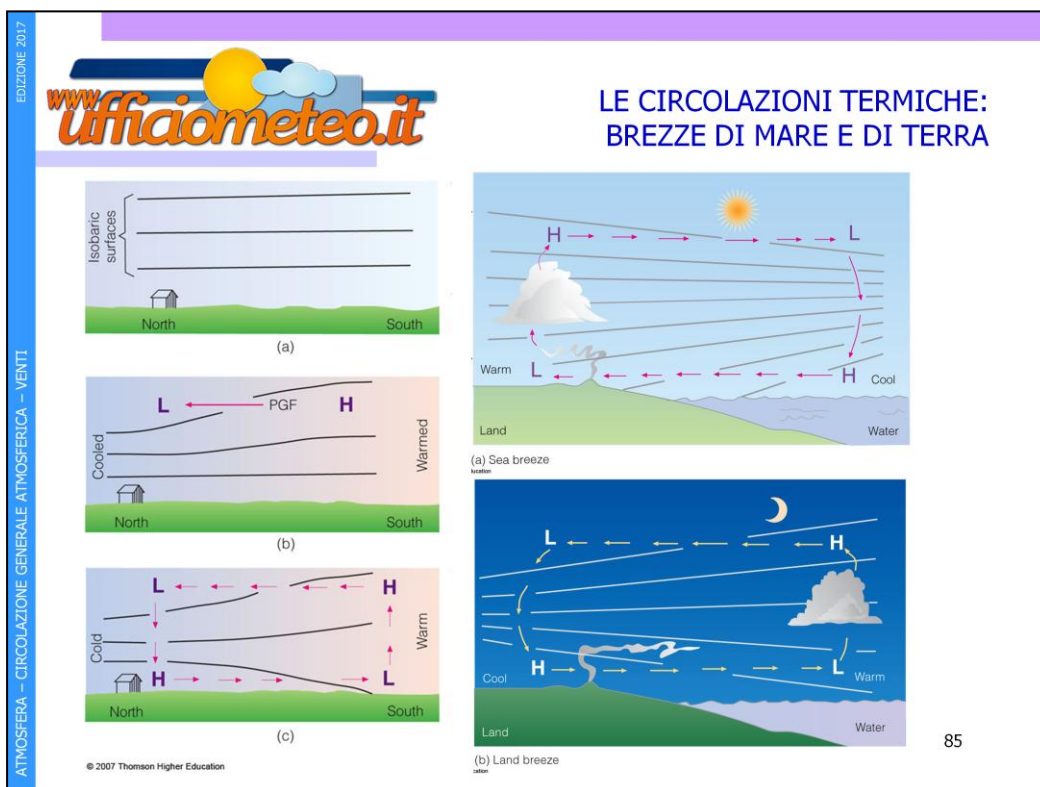 EDIZIONE 2017
ATMOSFERA – CIRCOLAZIONE GENERALE ATMOSFERICA – VENTI
www
ufficiometeo.it
LE CIRCOLAZIONI TERMICHE:
BREZZE DI MARE E DI TERRA
Isobaric
surfaces
North South
(a)
L PGF H
Cooled
Warmed
North South
(b)
L H
Cold
Warm
H L
North South
(c)
© 2007 Thomson Higher Education
H L
Warm L H Cool
Land Water
(a) Sea breeze
ucation
L H
H L
Cool Warm
Land Water
(b) Land breeze
85